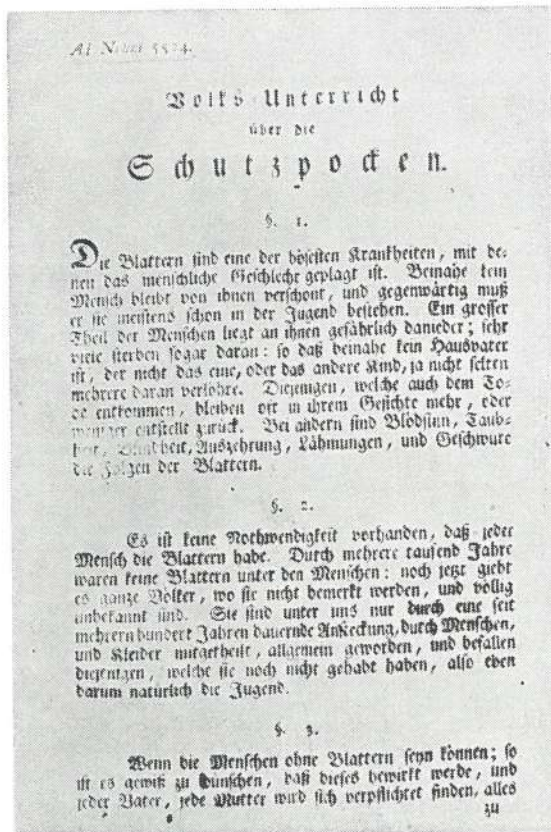 Ad Num: 5574.
Volks-Unterricht
über die
Schutzpocken.
§. 1.
Die Blattern sind eine der bösesten Krankheiten, mit de-
nen das menschliche Geschlecht geplagt ist. Beinahe kein
Mensch bleibt von ihnen verschont, und gegenwärtig muß
er sie meistens schon in der Jugend bestehen. Ein grosser
Theil der Menschen liegt an ihnen gefährlich danieder; sehr
viele sterben sogar daran: so daß beinahe kein Hausvater
ist, der nicht das eine, oder das andere Kind, ja nicht selten
mehrere daran verlöhre. Diejenigen, welche auch dem To-
de entkommen, bleiben oft in ihrem Gesichte mehr, oder
weniger entstellt zurück. Bei andern sind Blödsinn, Taub-
heit, Blindheit, Auszehrung, Lähmungen, und Geschwüre
die Folgen der Blattern.
§. 2.
Es ist keine Nothwendigkeit vorhanden, daß jeder
Mensch die Blattern habe. Durch mehrere tausend Jahre
waren keine Blattern unter den Menschen: noch jetzt giebt
es ganze Völker, wo sie nicht bemerkt werden, und völlig
unbekannt sind. Sie sind unter uns nur durch eine seit
mehrern hundert Jahren dauernde Ansteckung, durch Menschen,
und Kleider mitgetheilt, allgemein geworden, und befallen
diejenigen, welche sie noch nicht gehabt haben, also eben
darum natürlich die Jugend.
§. 3.
Wenn die Menschen ohne Blattern seyn können; so
ist es gewiß zu wünschen, daß dieses bewirkt werde, und
jeder Vater, jede Mutter wird sich verpflichtet finden, alles
zu